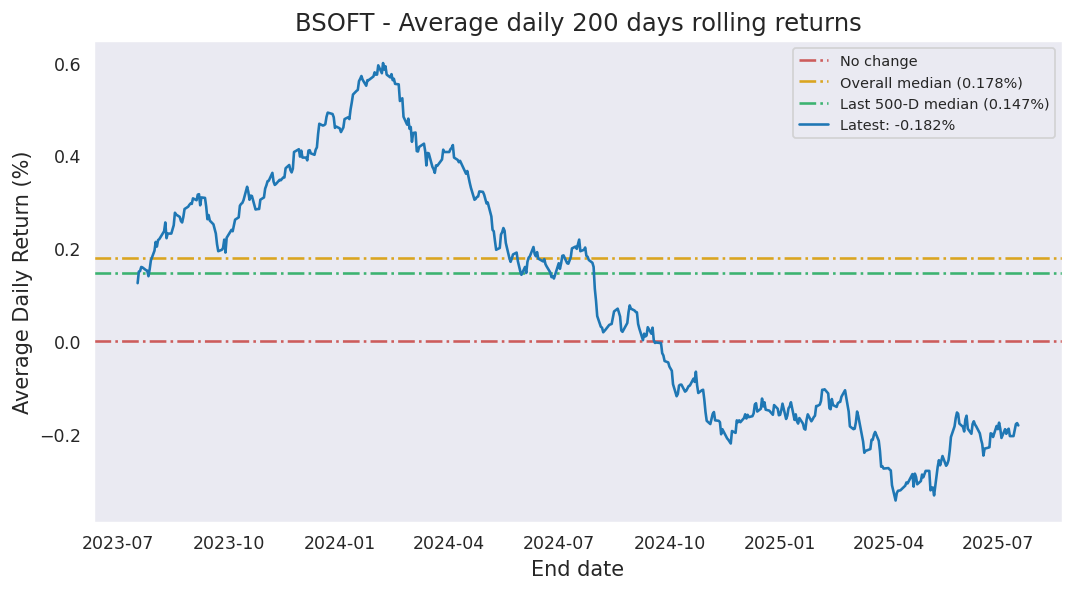 BSOFT - Average daily 200 days rolling returns
No change
Overall median (0.178%)
Last 500-D median (0.147%)
Latest: -0.182%
Average Daily Return (%)
0.6
0.4
0.2
0.0
−0.2
2023-07 2023-10 2024-01 2024-04 2024-07 2024-10 2025-01 2025-04 2025-07
End date